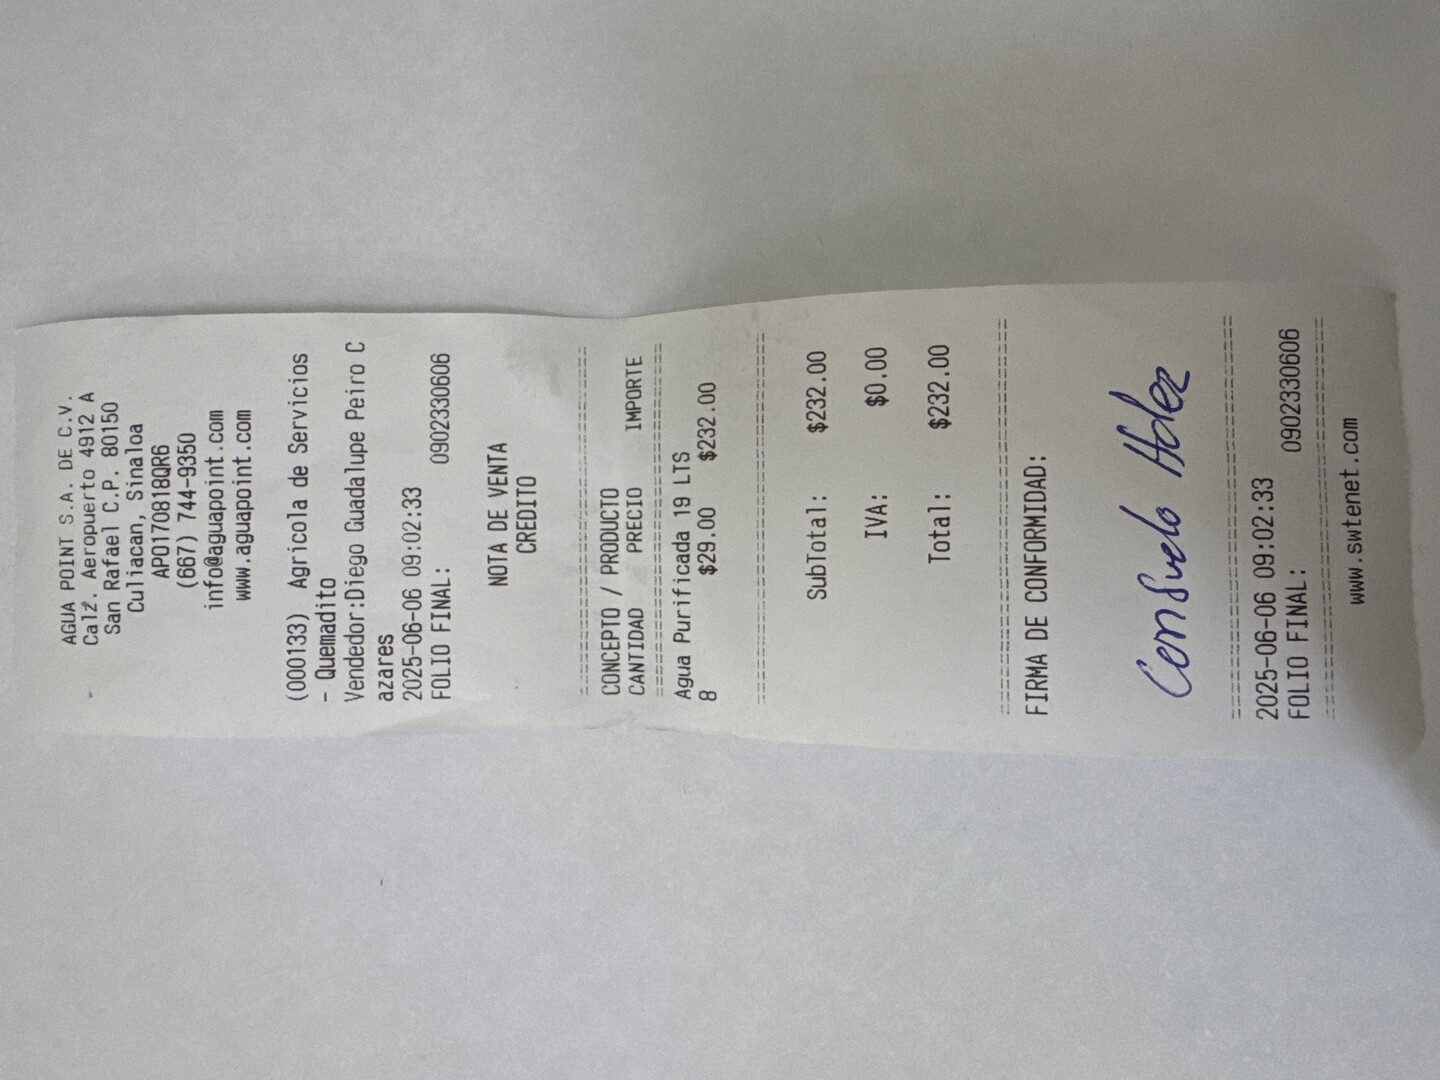 AGUA POINT S.A. DE C.V.
Calz. Aeropuerto 4912 A
San Rafael C.P. 80150
Culiacan, Sinaloa
APO170818QR6
(667) 744-9350
info@aguapoint.com
www.aguapoint.com
(000133) Agricola de Servicios
- Quemadito
Vendedor:Diego Guadalupe Peiro C
azares
2025-06-06 09:02:33
FOLIO FINAL: 0902330606
NOTA DE VENTA
CREDITO
================================
CONCEPTO / PRODUCTO
CANTIDAD PRECIO IMPORTE
================================
Agua Purificada 19 LTS
8 $29.00 $232.00
================================
SubTotal: $232.00
IVA: $0.00
Total: $232.00
================================
FIRMA DE CONFORMIDAD:
Consuelo Hdez
================================
2025-06-06 09:02:33
FOLIO FINAL: 0902330606
================================
www.swtenet.com